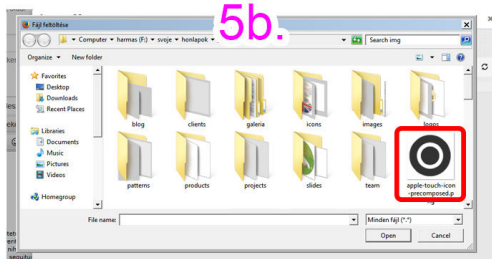 5b.
Fájl feltöltése
Computer harmas (F:) svoje honlapok
Search img
Organize New folder
Favorites
Desktop
Downloads
Recent Places
Libraries
Documents
Music
Pictures
Videos
Homegroup
blog clients galeria icons images logos
patterns products projects slides team apple-touch-icon
-precomposed.p
File name: Minden fájl (*.*)
Open Cancel
sequitu